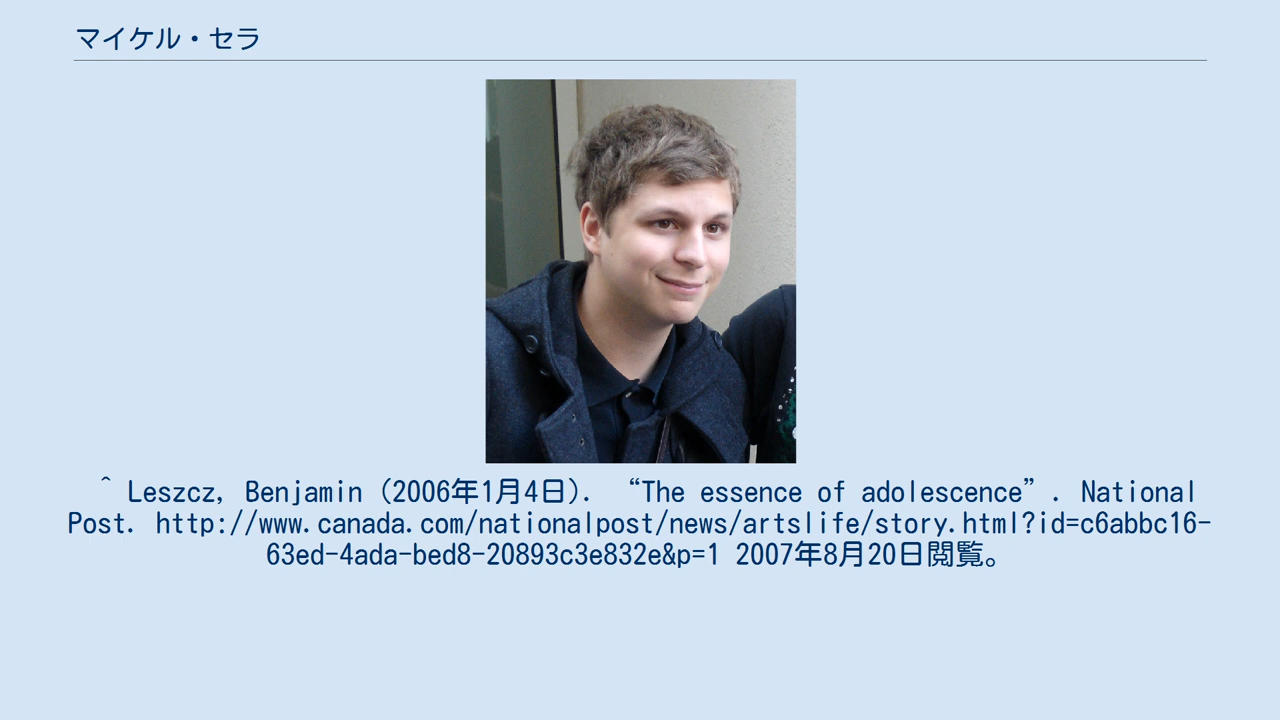 マイケル・セラ
^ Leszcz, Benjamin (2006年1月4日). “The essence of adolescence”. National
Post. http://www.canada.com/nationalpost/news/artslife/story.html?id=c6abbc16-
63ed-4ada-bed8-20893c3e832e&p=1 2007年8月20日閲覧。